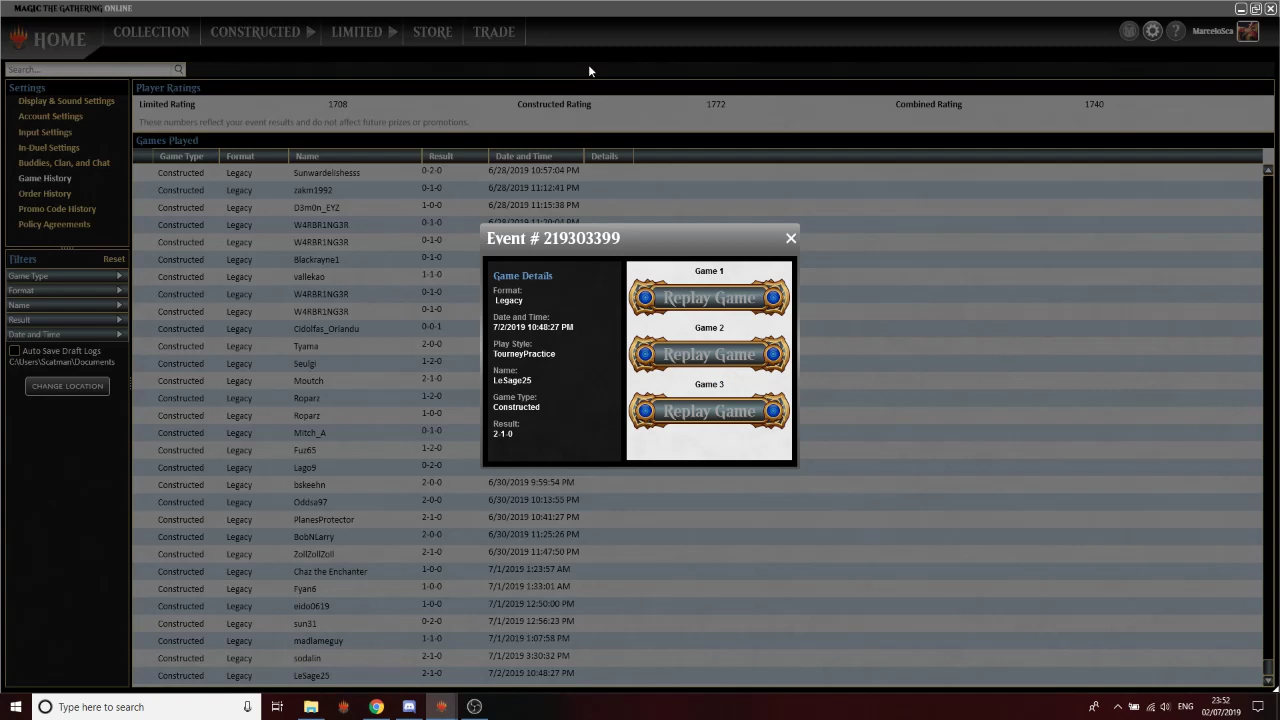 MAGIC THE GATHERING ONLINE
HOME COLLECTION CONSTRUCTED LIMITED STORE TRADE MarceloSca
Search...
Settings
Display & Sound Settings
Account Settings
Input Settings
In-Duel Settings
Buddies, Clan, and Chat
Game History
Order History
Promo Code History
Policy Agreements
Filters Reset
Game Type
Format
Name
Result
Date and Time
Auto Save Draft Logs
C:\Users\Scatman\Documents
CHANGE LOCATION
Player Ratings
Limited Rating 1708 Constructed Rating 1772 Combined Rating 1740
These numbers reflect your event results and do not affect future prizes or promotions.
Games Played
Game Type Format Name Result Date and Time Details
Constructed Legacy Sunwardelishesss 0-2-0 6/28/2019 10:57:04 PM
Constructed Legacy zakm1992 0-1-0 6/28/2019 11:12:41 PM
Constructed Legacy D3m0n_EYZ 1-0-0 6/28/2019 11:15:38 PM
Constructed Legacy W4RBR1NG3R 0-1-0 6/28/2019 11:20:04 PM
Constructed Legacy W4RBR1NG3R 0-1-0
Constructed Legacy Blackrayne1 0-1-0
Constructed Legacy vallekao 1-1-0
Constructed Legacy W4RBR1NG3R 0-1-0
Constructed Legacy W4RBR1NG3R 0-1-0
Constructed Legacy Cidolfas_Orlandu 0-0-1
Constructed Legacy Tyama 2-0-0
Constructed Legacy Seulgi 1-2-0
Constructed Legacy Moutch 2-1-0
Constructed Legacy Roparz 1-2-0
Constructed Legacy Roparz 1-0-0
Constructed Legacy Mitch_A 0-1-0
Constructed Legacy Fuz65 1-2-0
Constructed Legacy Lago9 0-2-0
Constructed Legacy bskeehn 2-0-0 6/30/2019 9:59:54 PM
Constructed Legacy Oddsa97 2-0-0 6/30/2019 10:13:55 PM
Constructed Legacy PlanesProtector 2-1-0 6/30/2019 10:41:27 PM
Constructed Legacy BobNLarry 2-0-0 6/30/2019 11:25:26 PM
Constructed Legacy ZollZollZoll 2-1-0 6/30/2019 11:47:50 PM
Constructed Legacy Chaz the Enchanter 1-0-0 7/1/2019 1:23:57 AM
Constructed Legacy Fyan6 1-0-0 7/1/2019 1:33:01 AM
Constructed Legacy eido0619 1-0-0 7/1/2019 12:50:00 PM
Constructed Legacy sun31 0-2-0 7/1/2019 12:56:23 PM
Constructed Legacy madlameguy 1-1-0 7/1/2019 1:07:58 PM
Constructed Legacy sodalin 2-1-0 7/1/2019 3:30:32 PM
Constructed Legacy LeSage25 2-1-0 7/2/2019 10:48:27 PM
Event # 219303399
Game Details
Format:
Legacy
Date and Time:
7/2/2019 10:48:27 PM
Play Style:
TourneyPractice
Name:
LeSage25
Game Type:
Constructed
Result:
2-1-0
Game 1
Replay Game
Game 2
Replay Game
Game 3
Replay Game
Type here to search
ENG
23:52
02/07/2019